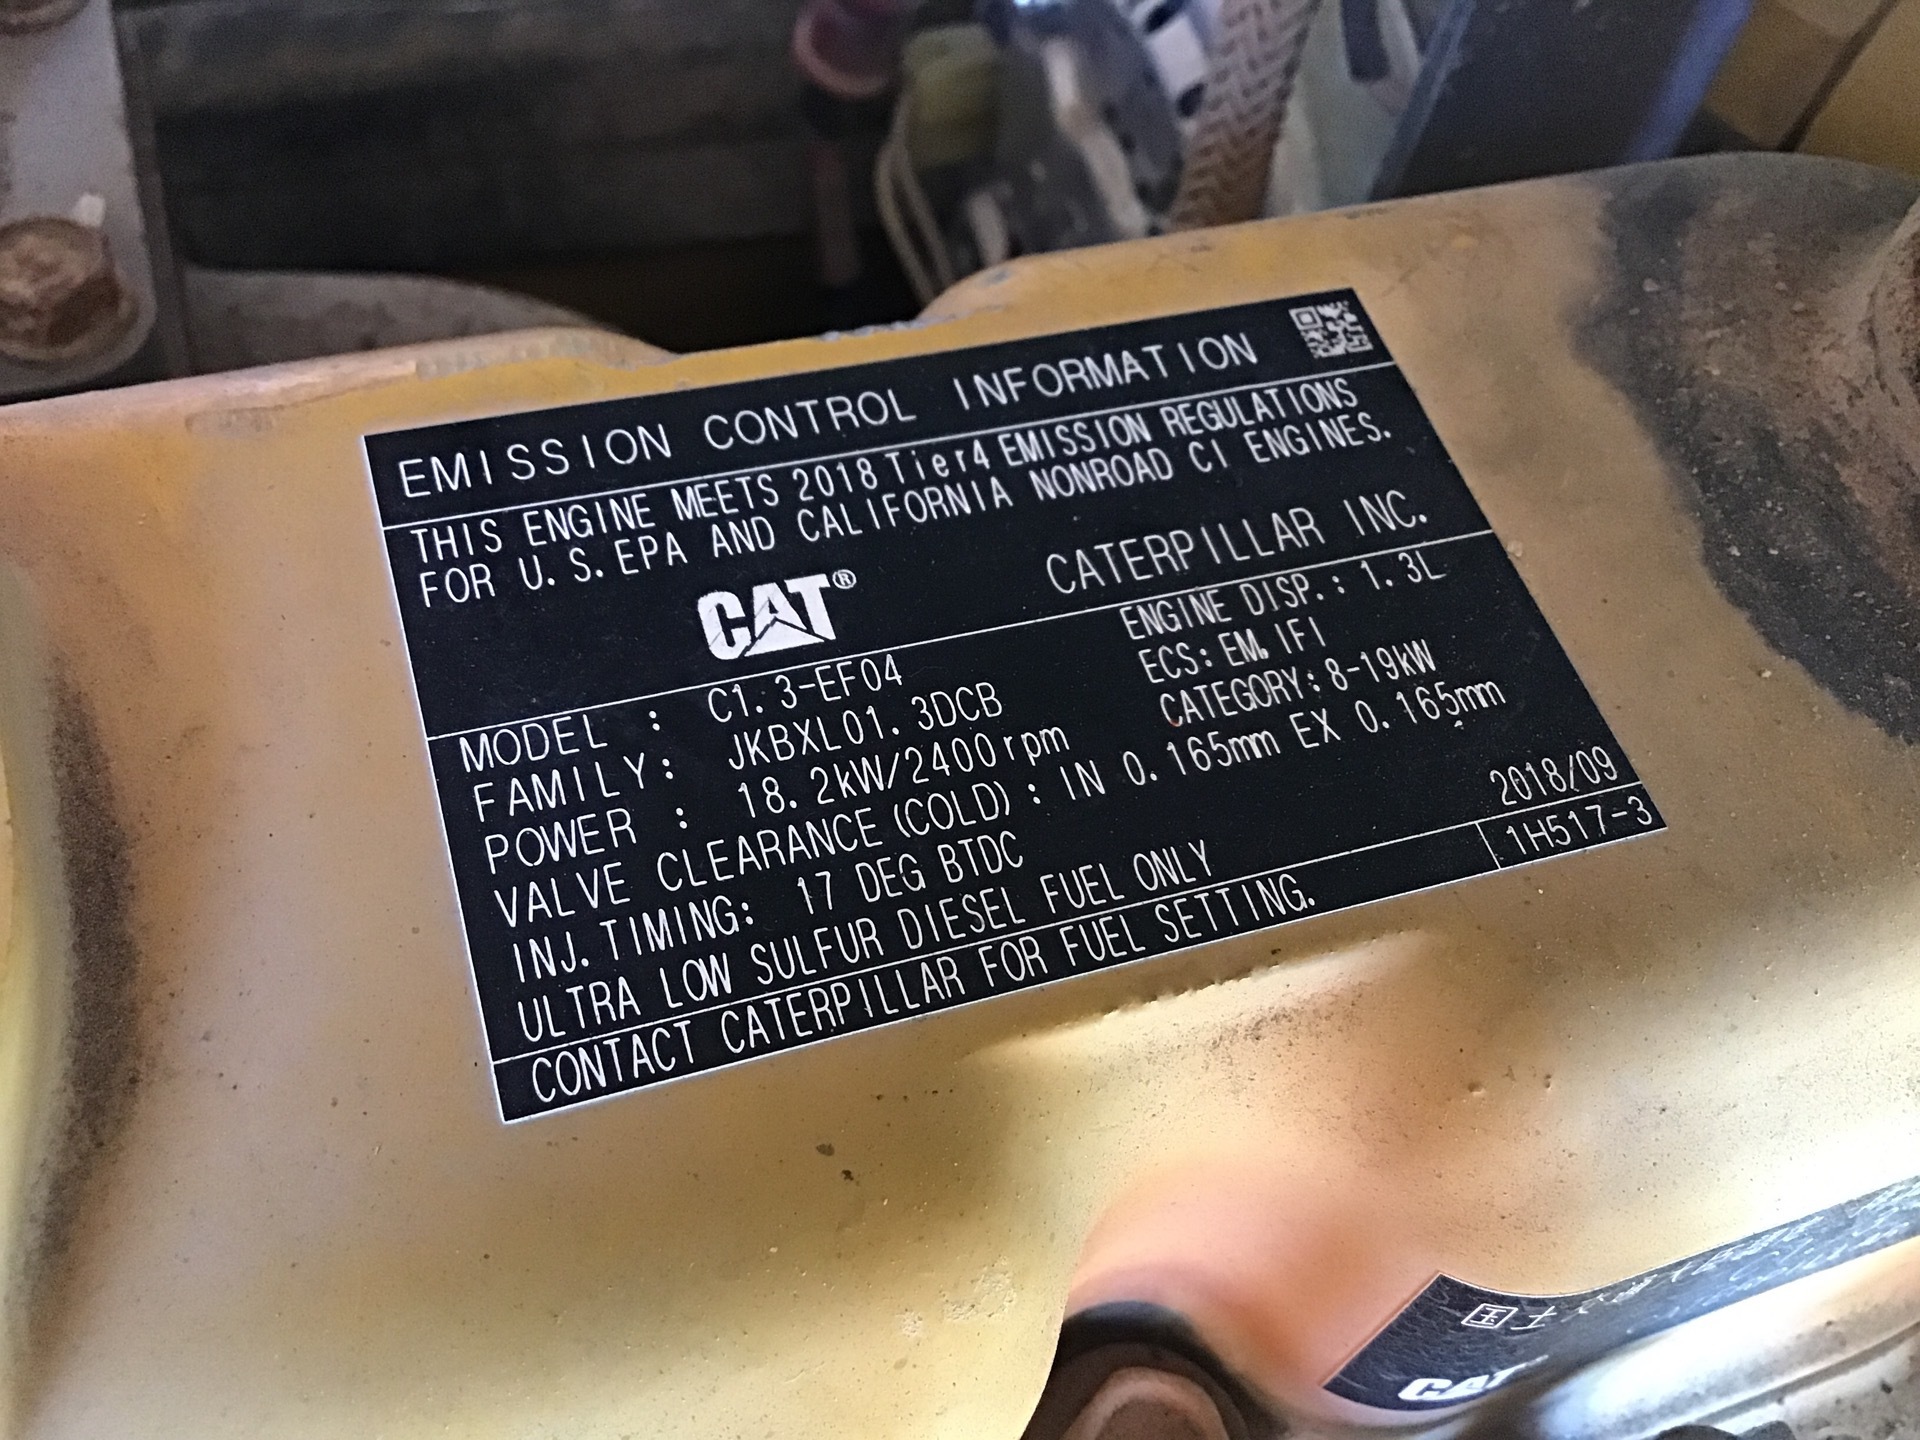 EMISSION CONTROL INFORMATION
THIS ENGINE MEETS 2018 Tier4 EMISSION REGULATIONS
FOR U.S.EPA AND CALIFORNIA NONROAD CI ENGINES.
CAT® CATERPILLAR INC.
MODEL : C1.3-EF04 ENGINE DISP.: 1.3L
FAMILY: JKBXL01.3DCB ECS: EM, IFI
POWER : 18.2kW/2400rpm CATEGORY: 8-19kW
VALVE CLEARANCE (COLD) : IN 0.165mm EX 0.165mm
INJ. TIMING: 17 DEG BTDC 2018/09
ULTRA LOW SULFUR DIESEL FUEL ONLY 1H517-3
CONTACT CATERPILLAR FOR FUEL SETTING.
国土
CAT